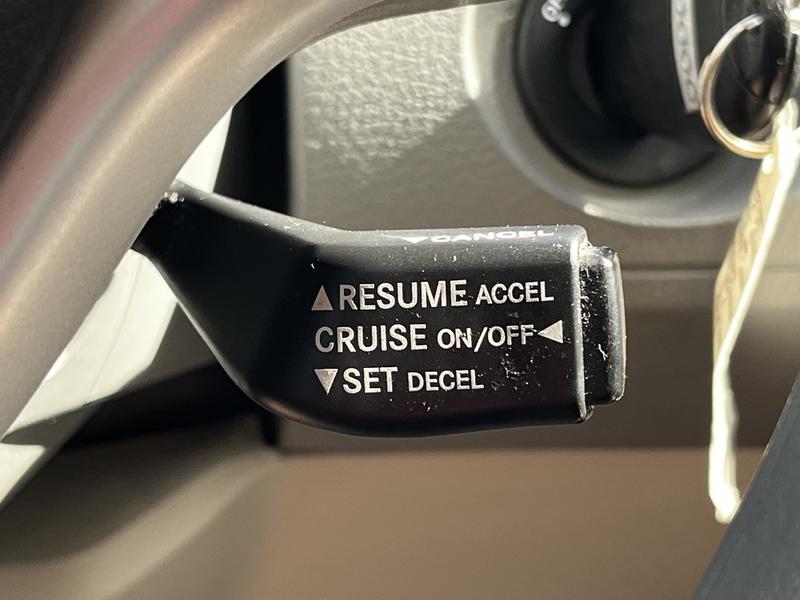 ▼CANCEL
▲RESUME ACCEL
CRUISE ON/OFF◀
▼SET DECEL